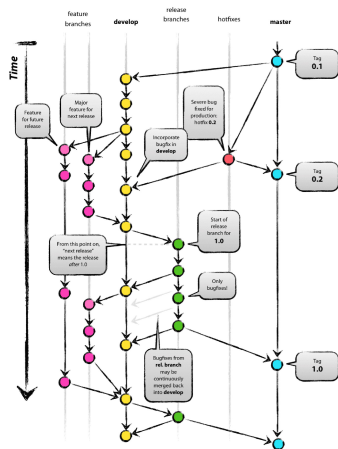 feature
branches
develop
release
branches
hotfixes
master
Time
Tag
0.1
Major
feature for
next release
Feature
for future
release
Severe bug
fixed for
production:
hotfix 0.2
Incorporate
bugfix in
develop
Tag
0.2
Start of
release
branch for
1.0
From this point on,
"next release"
means the release
after 1.0
Only
bugfixes!
Bugfixes from
rel. branch
may be
continuously
merged back
into develop
Tag
1.0